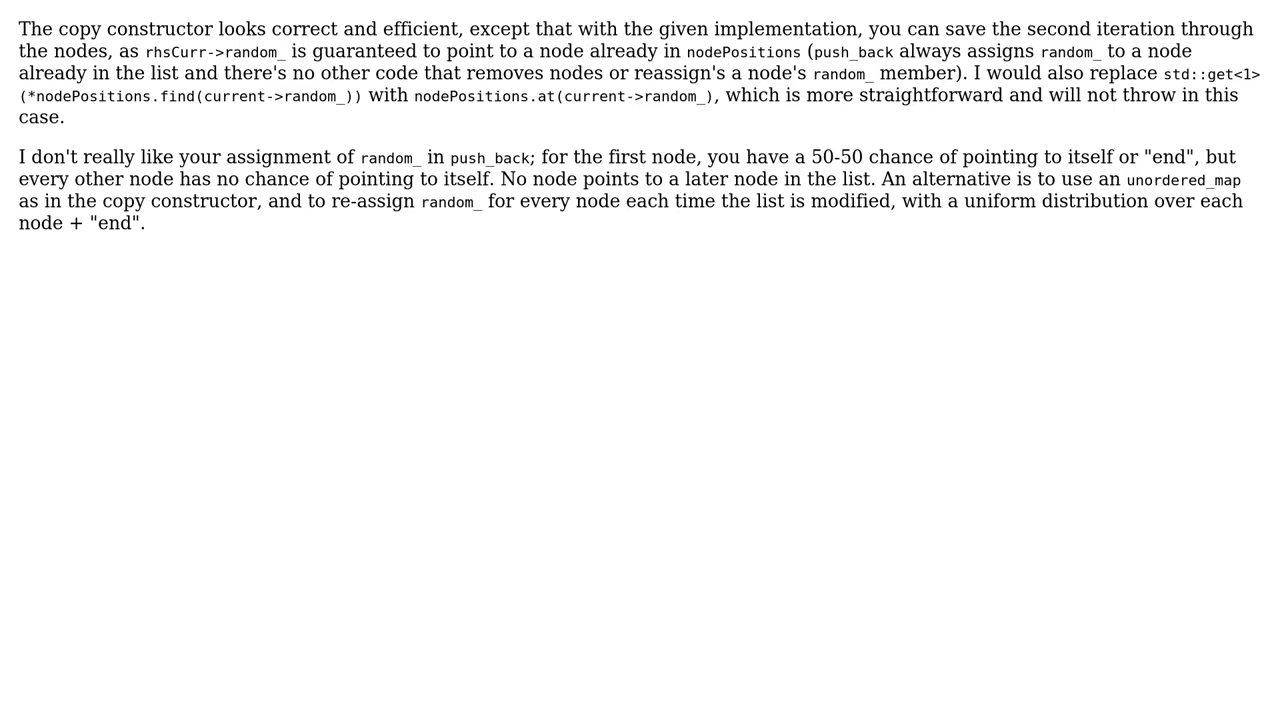 The copy constructor looks correct and efficient, except that with the given implementation, you can save the second iteration through
the nodes, as rhsCurr->random_ is guaranteed to point to a node already in nodePositions (push_back always assigns random_ to a node
already in the list and there's no other code that removes nodes or reassign's a node's random_ member). I would also replace std::get<1>
(*nodePositions.find(current->random_)) with nodePositions.at(current->random_), which is more straightforward and will not throw in this
case.
I don't really like your assignment of random_ in push_back; for the first node, you have a 50-50 chance of pointing to itself or "end", but
every other node has no chance of pointing to itself. No node points to a later node in the list. An alternative is to use an unordered_map
as in the copy constructor, and to re-assign random_ for every node each time the list is modified, with a uniform distribution over each
node + "end".